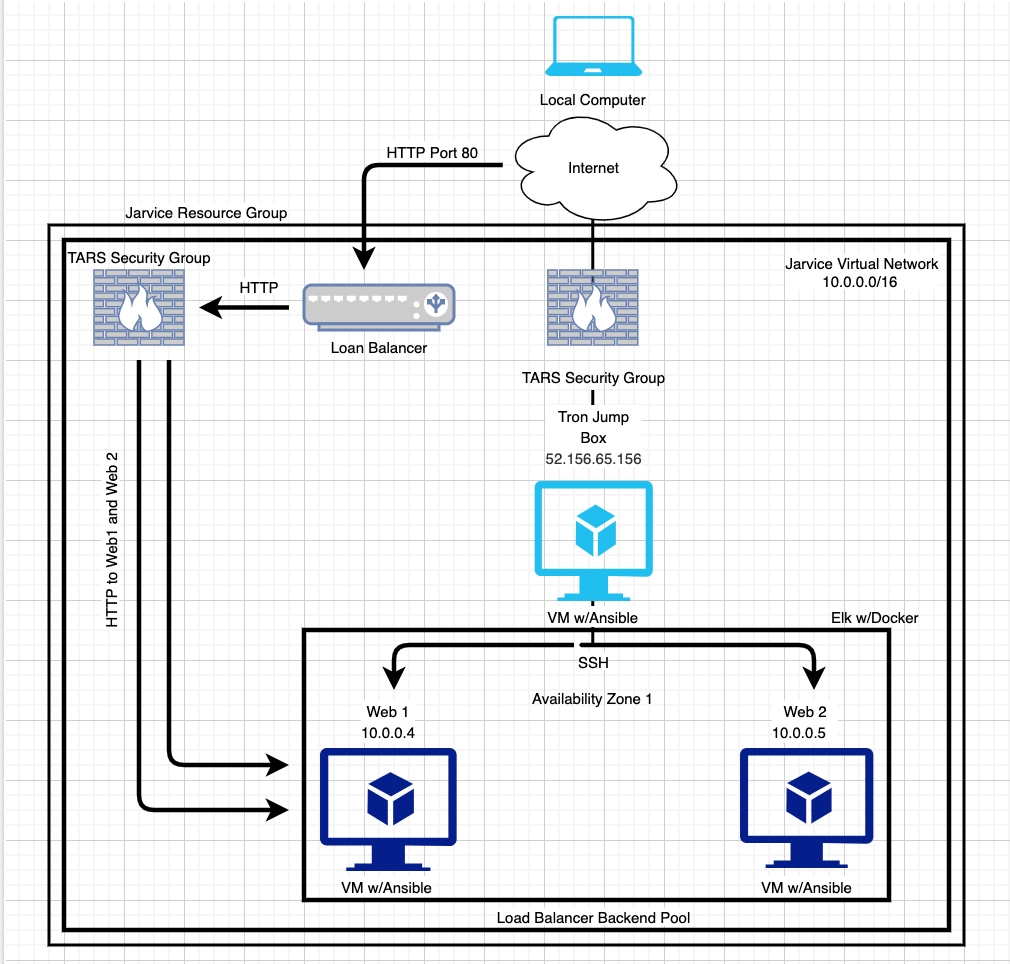 Local Computer
Internet
HTTP Port 80
Jarvice Resource Group
TARS Security Group
Jarvice Virtual Network
10.0.0.0/16
HTTP
Loan Balancer
TARS Security Group
Tron Jump
Box
52.156.65.156
HTTP to Web1 and Web 2
VM w/Ansible
Elk w/Docker
SSH
Availability Zone 1
Web 1
10.0.0.4
Web 2
10.0.0.5
VM w/Ansible
VM w/Ansible
Load Balancer Backend Pool